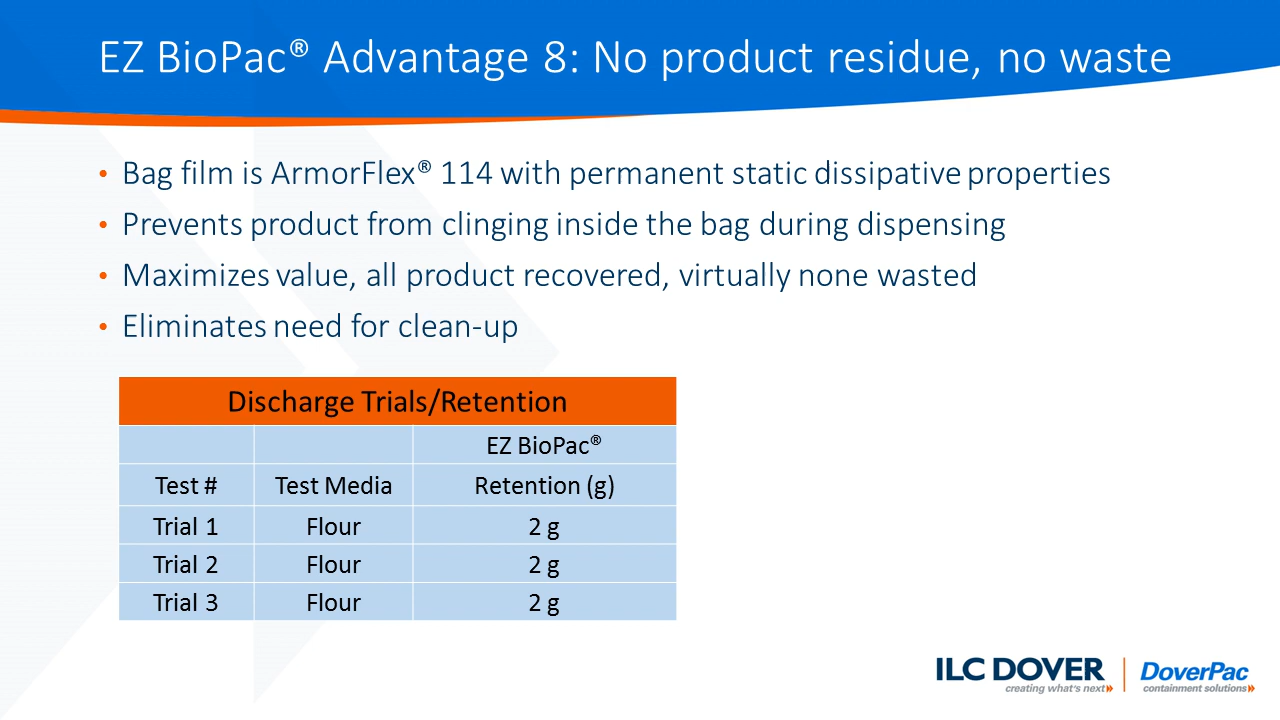 EZ BioPac® Advantage 8: No product residue, no waste
• Bag film is ArmorFlex® 114 with permanent static dissipative properties
• Prevents product from clinging inside the bag during dispensing
• Maximizes value, all product recovered, virtually none wasted
• Eliminates need for clean-up
Discharge Trials/Retention
EZ BioPac®
Test # Test Media Retention (g)
Trial 1 Flour 2 g
Trial 2 Flour 2 g
Trial 3 Flour 2 g
ILC DOVER
creating what's next
DoverPac
containment solutions